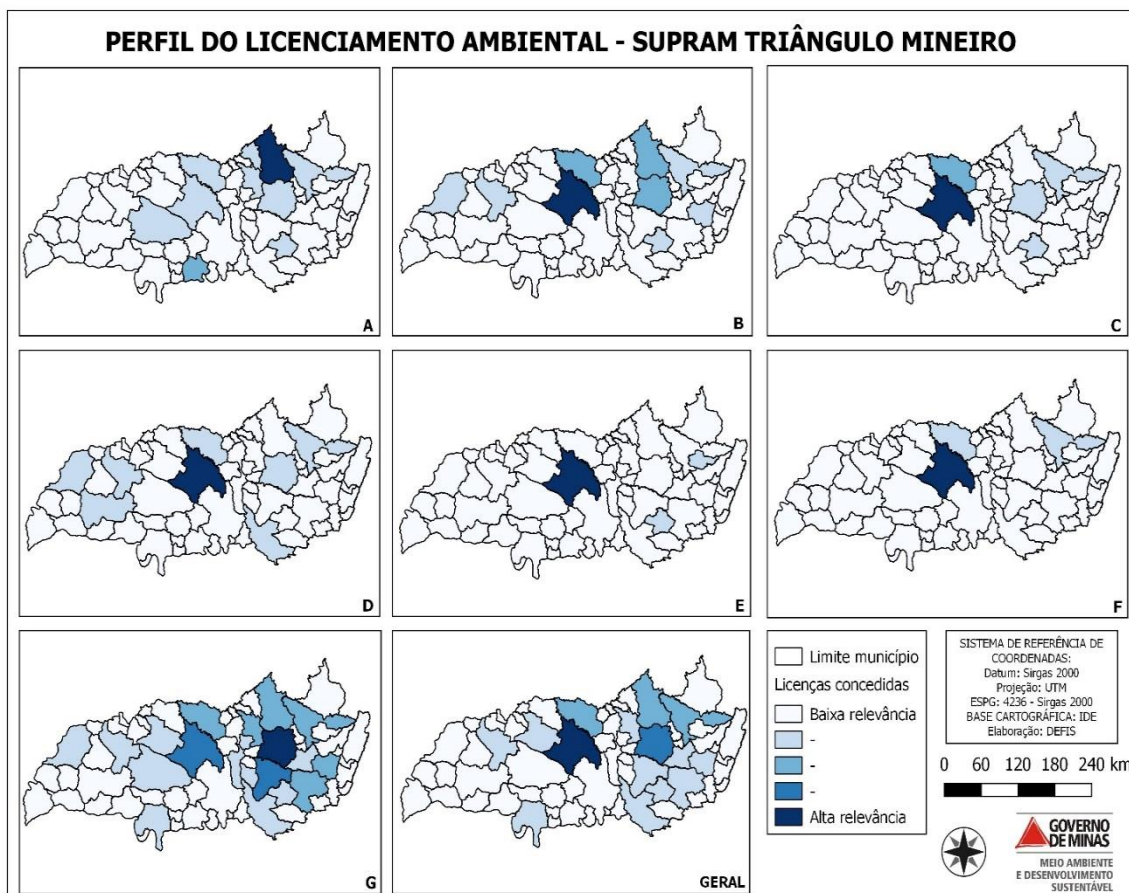 PERFIL DO LICENCIAMENTO AMBIENTAL - SUPRAM TRIÂNGULO MINEIRO
A
B
C
D
E
F
G
GERAL
Limite município
Licenças concedidas
Baixa relevância
-
-
-
Alta relevância
SISTEMA DE REFERÊNCIA DE
COORDENADAS:
Datum: Sirgas 2000
Projeção: UTM
ESPG: 4236 - Sirgas 2000
BASE CARTOGRÁFICA: IDE
Elaboração: DEFIS
0 60 120 180 240 km
GOVERNO
DE MINAS
MEIO AMBIENTE
E DESENVOLVIMENTO
SUSTENTÁVEL